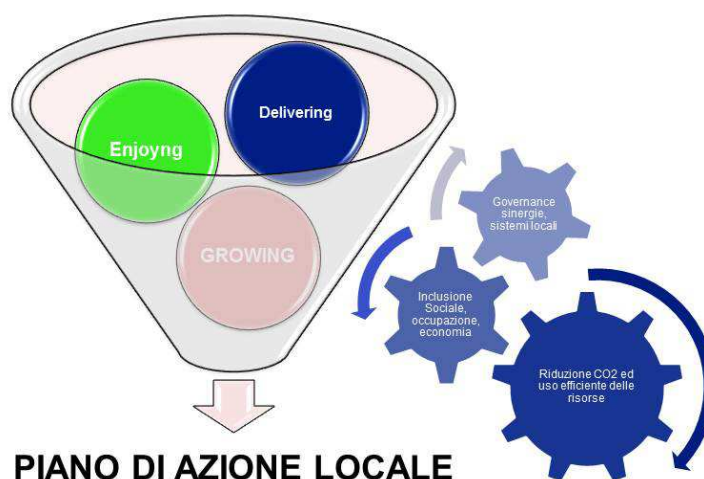 Delivering
Enjoyng
GROWING
Governance
sinergie,
sistemi locali
Inclusione
Sociale,
occupazione,
economia
Riduzione CO2 ed
uso efficiente delle
risorse
PIANO DI AZIONE LOCALE